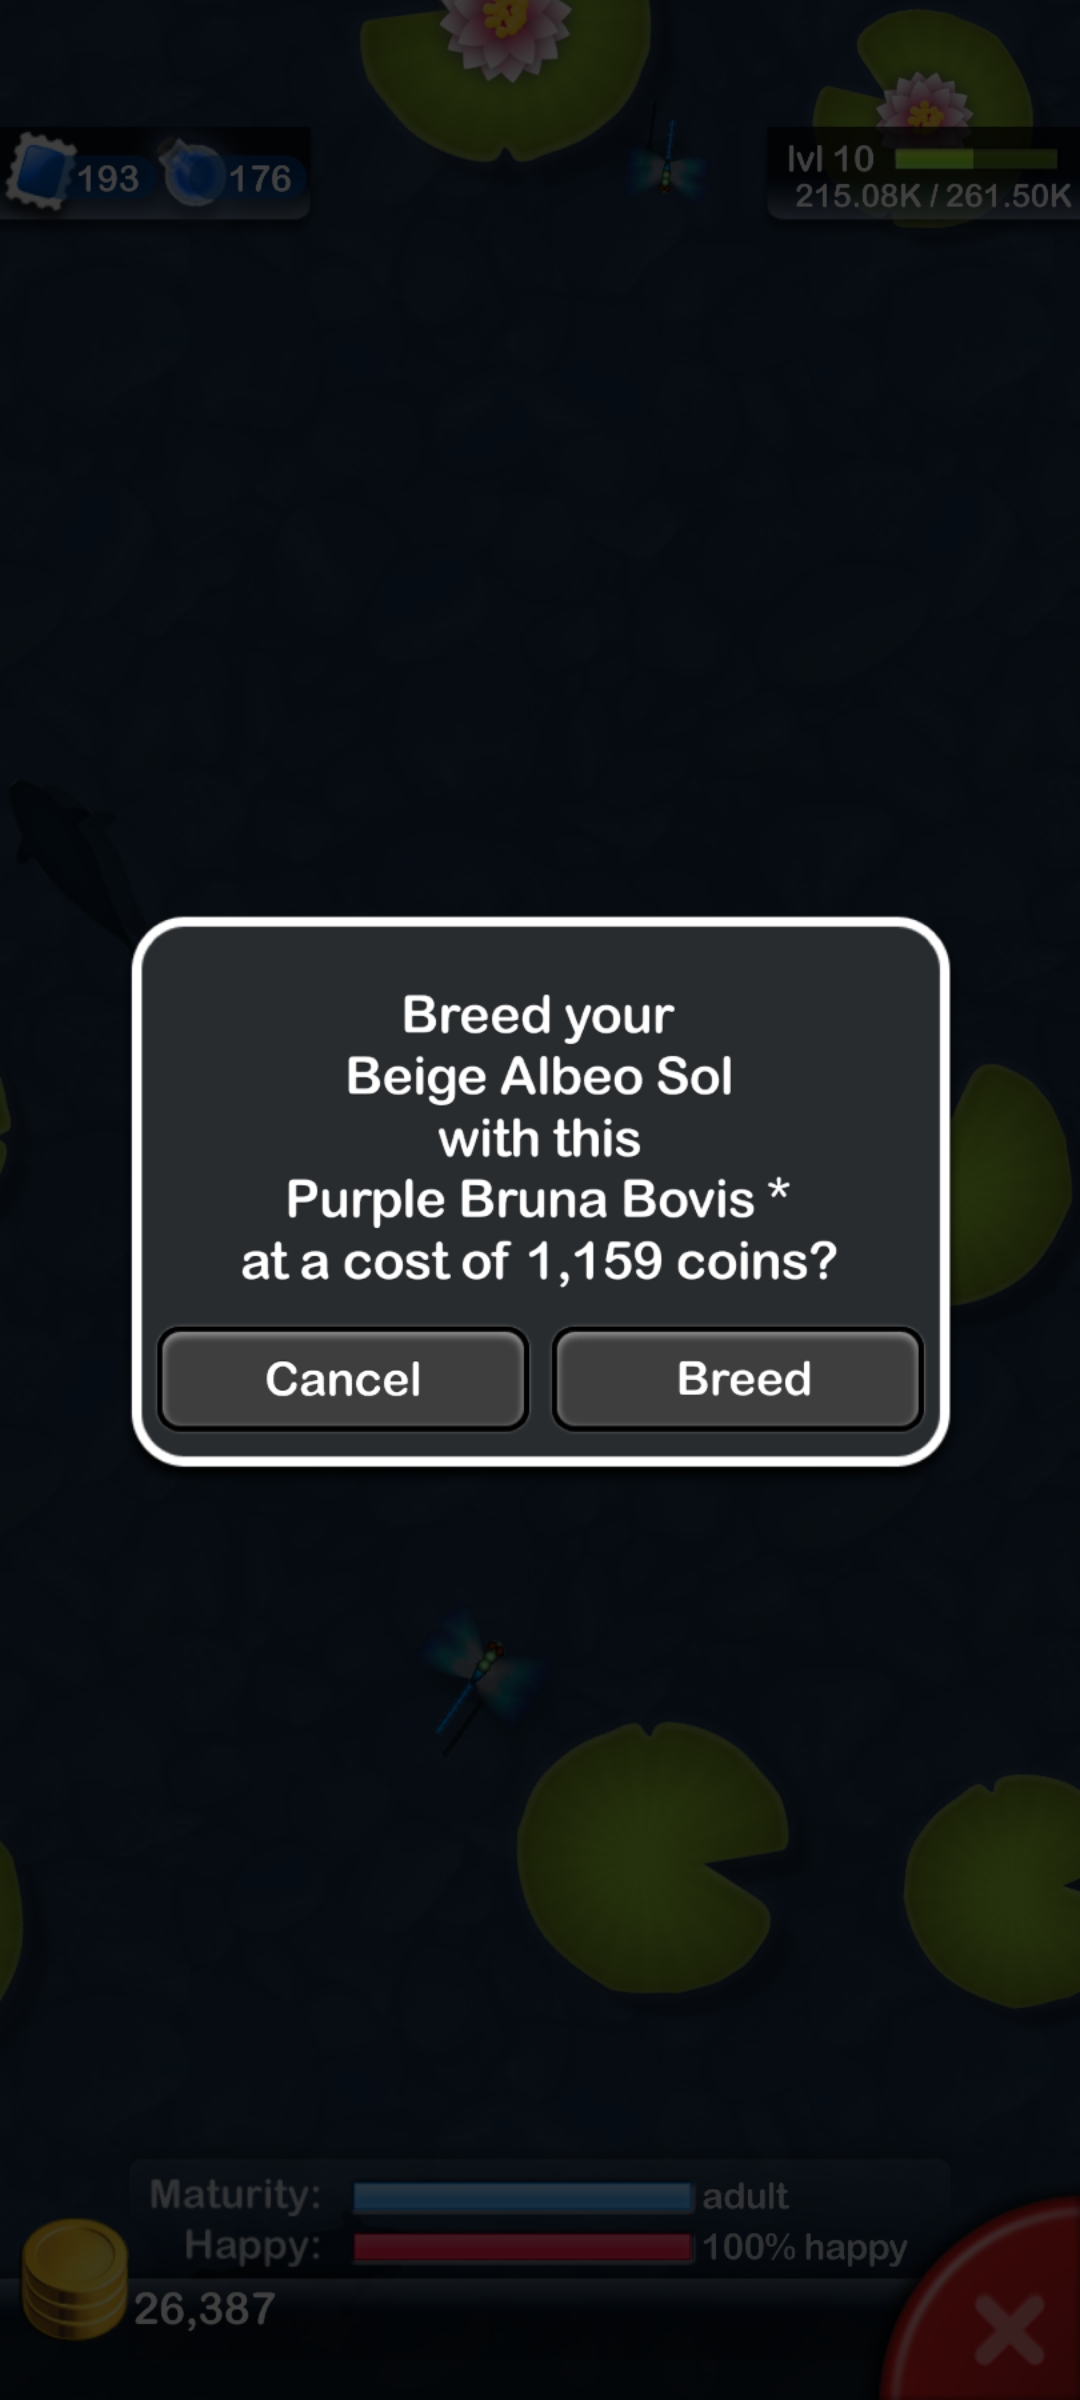 193
176
lvl 10
215.08K / 261.50K
Breed your
Beige Albeo Sol
with this
Purple Bruna Bovis *
at a cost of 1,159 coins?
Cancel
Breed
Maturity: adult
Happy: 100% happy
26,387